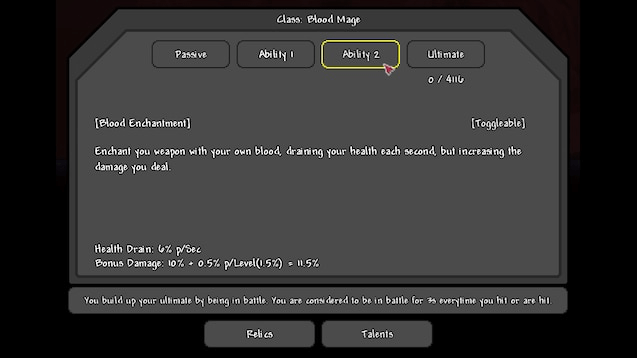 Class: Blood Mage
Passive
Ability 1
Ability 2
Ultimate
0 / 4116
[Blood Enchantment]
[Toggleable]
Enchant you weapon with your own blood, draining your health each second, but increasing the
damage you deal.
Health Drain: 6% p/Sec
Bonus Damage: 10% + 0.5% p/Level(1.5%) = 11.5%
You build up your ultimate by being in battle. You are considered to be in battle for 7s everytime you hit or are hit.
Relics
Talents